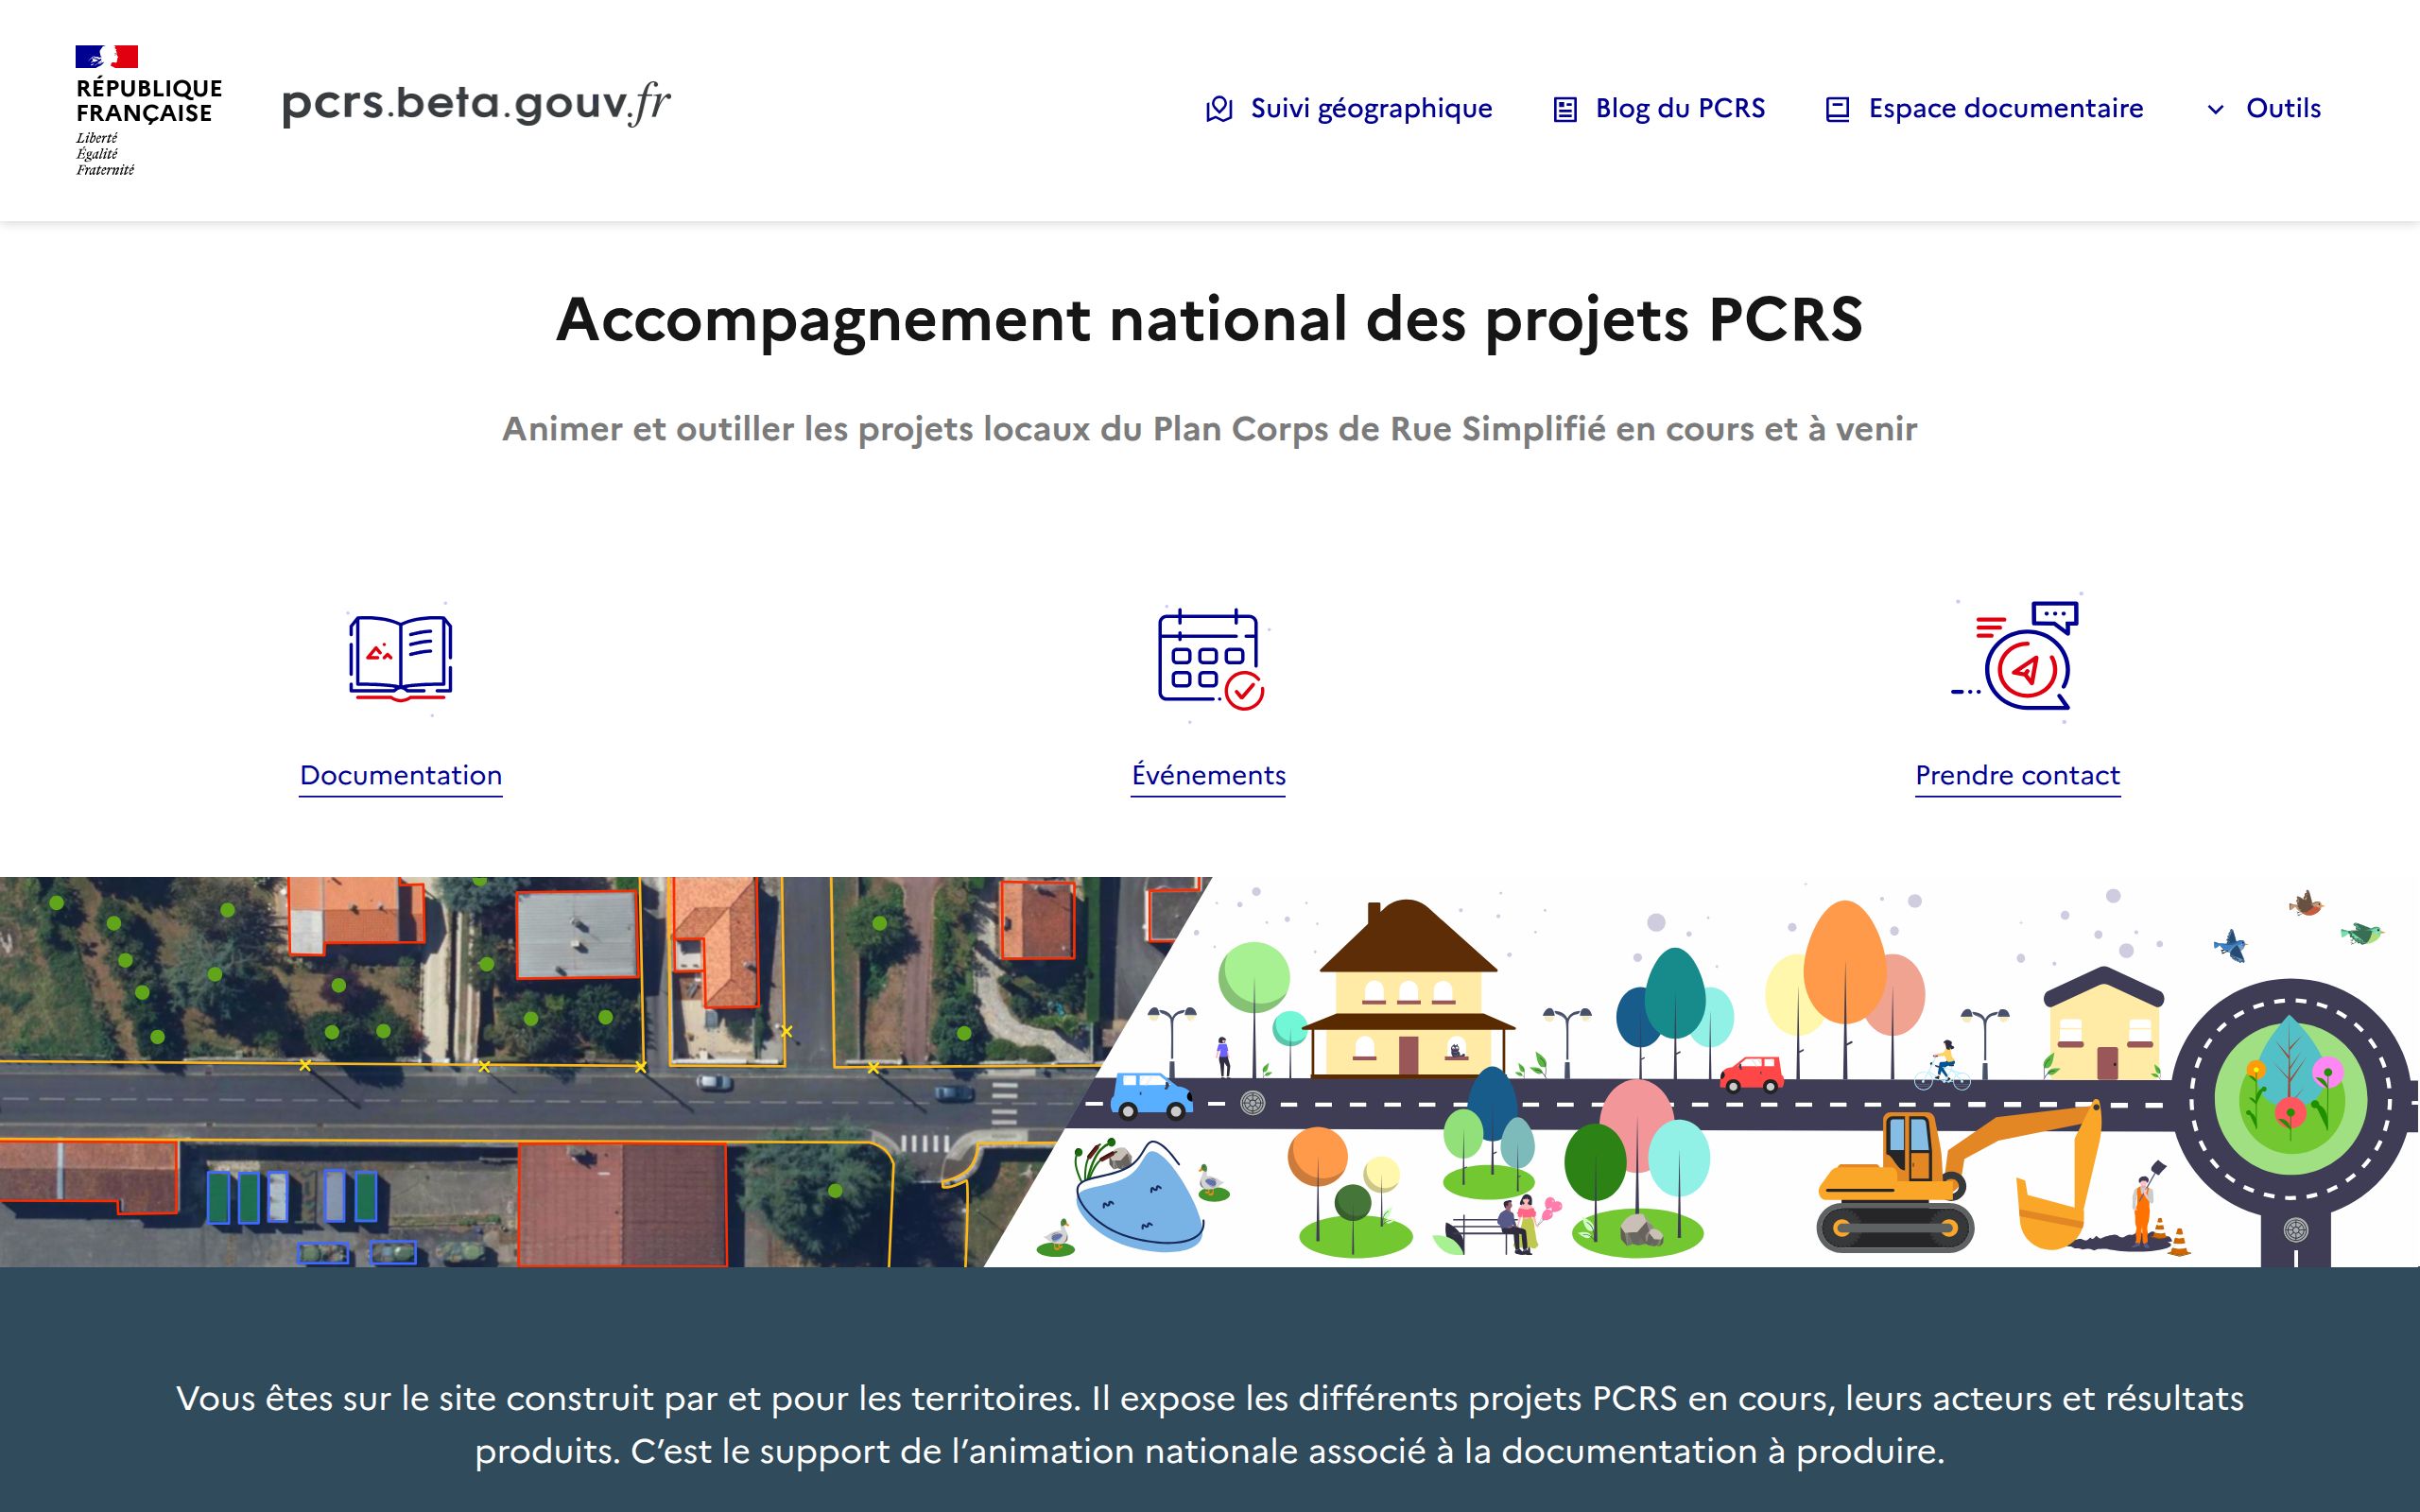 RÉPUBLIQUE
FRANÇAISE
Liberté
Égalité
Fraternité
pcrs.beta.gouv.fr
Suivi géographique
Blog du PCRS
Espace documentaire
Outils
Accompagnement national des projets PCRS
Animer et outiller les projets locaux du Plan Corps de Rue Simplifié en cours et à venir
Documentation
Événements
Prendre contact
Vous êtes sur le site construit par et pour les territoires. Il expose les différents projets PCRS en cours, leurs acteurs et résultats
produits. C’est le support de l’animation nationale associé à la documentation à produire.